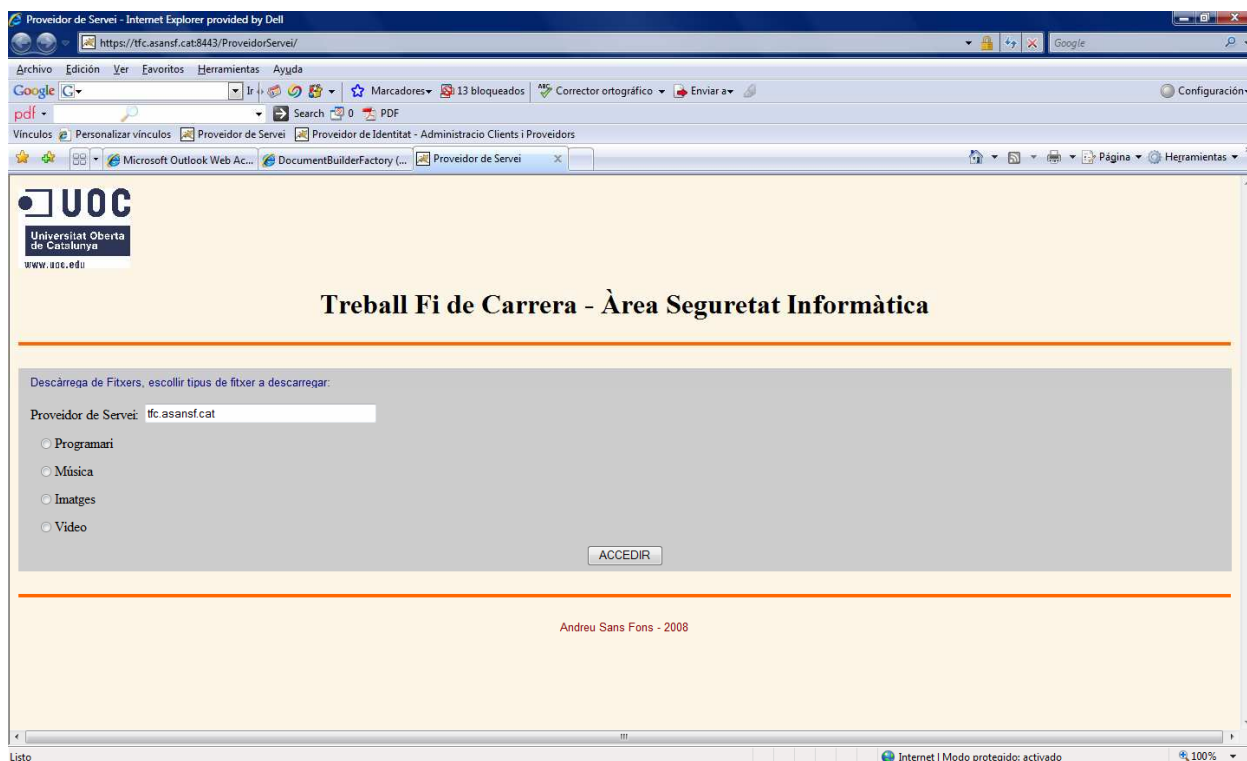 Proveidor de Servei - Internet Explorer provided by Dell
https://tfc.asansf.cat:8443/ProveidorServei/
Google
Archivo Edición Ver Favoritos Herramientas Ayuda
Google G Ir 13 bloqueados Marcadores Corrector ortográfico Enviar a Configuración
pdf Search 0 PDF
Vínculos Personalizar vínculos Proveidor de Servei Proveidor de Identitat - Administracio Clients i Proveidors
Microsoft Outlook Web Ac... DocumentBuilderFactory (... Proveidor de Servei X Página Herramientas
UOC
Universitat Oberta
de Catalunya
www.uoc.edu
Treball Fi de Carrera - Àrea Seguretat Informàtica
Descàrrega de Fitxers, escollir tipus de fitxer a descarregar:
Proveidor de Servei: tfc.asansf.cat
Programari
Música
Imatges
Video
ACCEDIR
Andreu Sans Fons - 2008
Listo Internet | Modo protegido: activado 100%